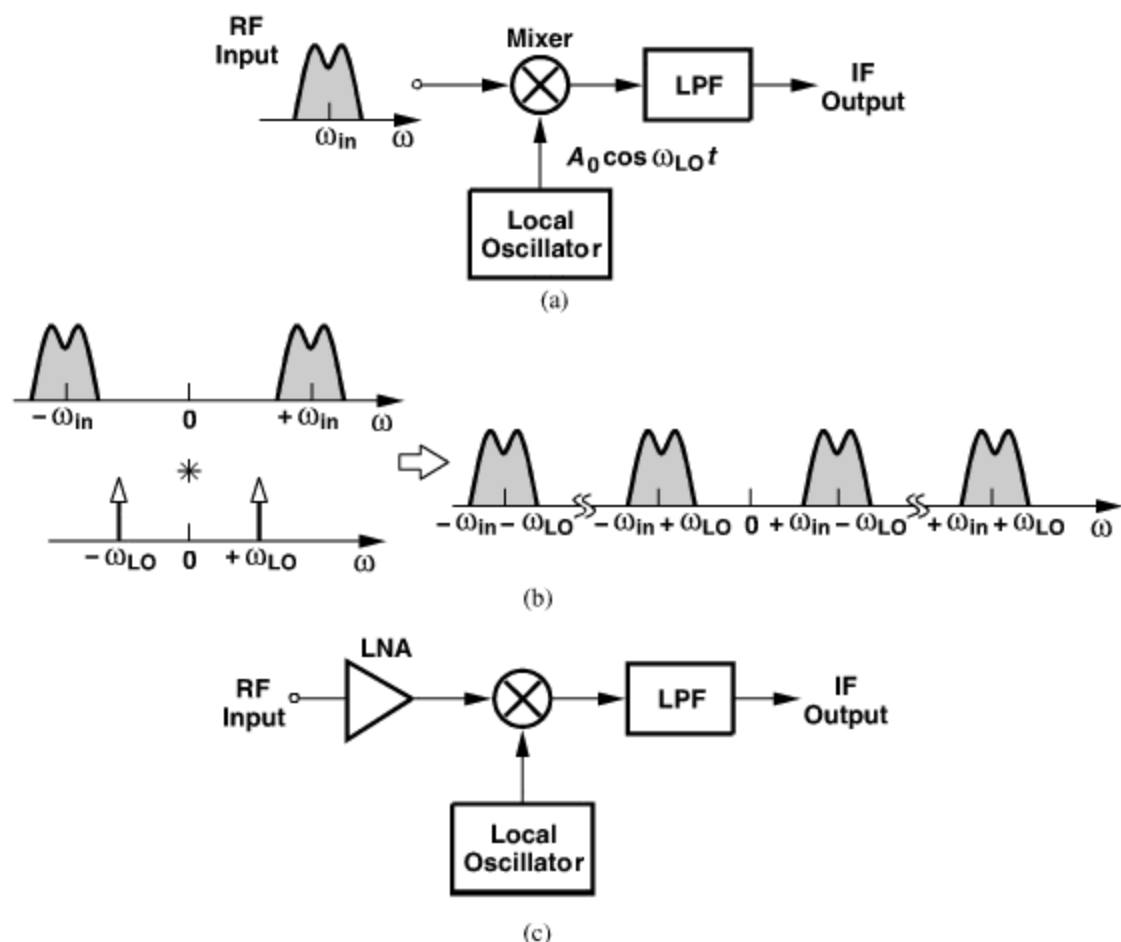 RF
Input
Mixer
LPF
IF
Output
ω_in
ω
A₀ cos ω_LO t
Local
Oscillator
(a)
− ω_in
0
+ ω_in
ω
*
− ω_LO
0
+ ω_LO
ω
− ω_in − ω_LO
− ω_in + ω_LO
0
+ ω_in − ω_LO
+ ω_in + ω_LO
ω
(b)
LNA
RF
Input
LPF
IF
Output
Local
Oscillator
(c)